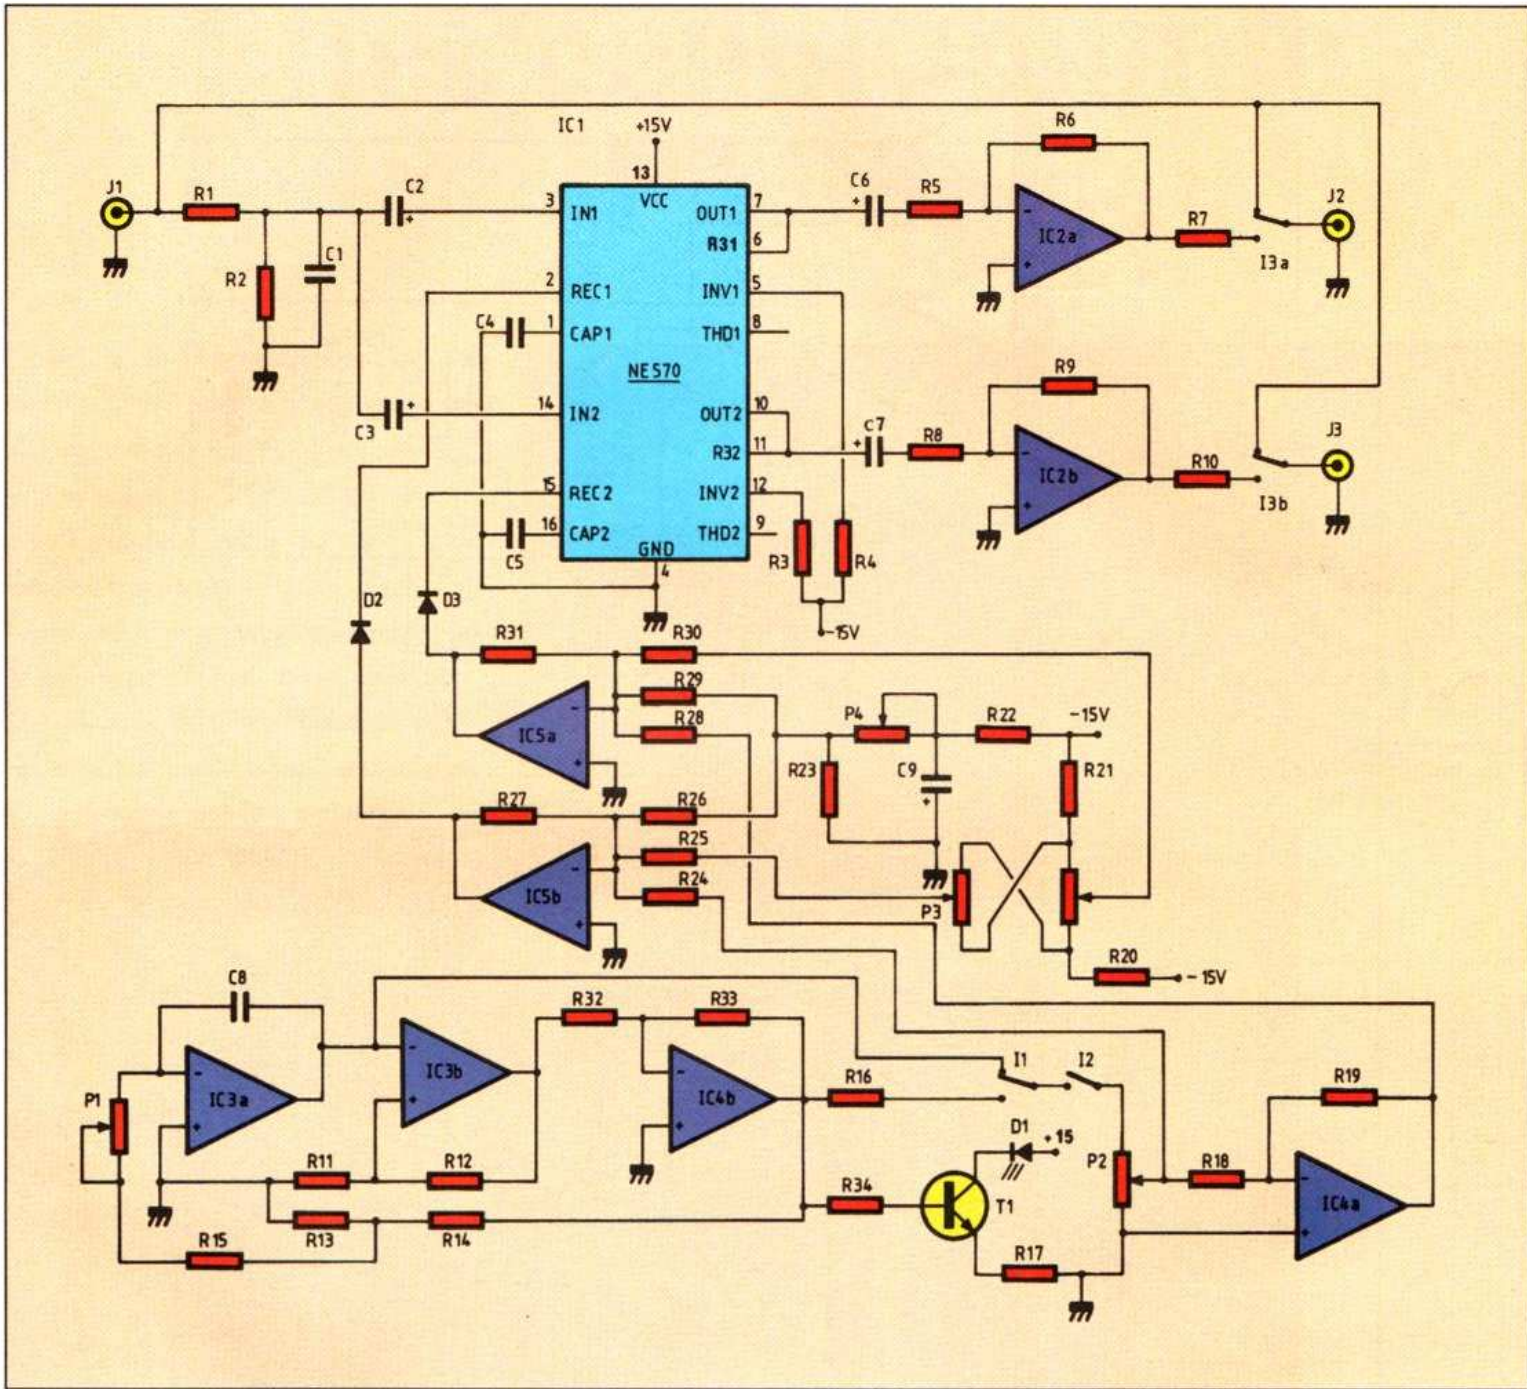 IC1
+15V
13
VCC
J1
R1
C2
+
3
IN1
OUT1
7
C6
+
R5
R6
-
IC2a
+
R7
J2
I3a
R31
6
R2
C1
2
REC1
INV1
5
C4
1
CAP1
THD1
8
NE570
C3
+
14
IN2
OUT2
10
R32
11
C7
+
R8
R9
-
IC2b
+
R10
J3
I3b
15
REC2
INV2
12
16
CAP2
THD2
9
C5
GND
4
R3
R4
-15V
D2
D3
R31
R30
R29
R28
-
IC5a
+
P4
R22
-15V
R23
C9
+
R21
R27
R26
R25
R24
-
IC5b
+
P3
R20
-15V
C8
R32
R33
P1
-
IC3a
+
-
IC3b
+
-
IC4b
+
R16
I1
I2
R19
D1
+15
P2
R18
-
IC4a
+
R11
R12
R34
T1
R13
R14
R15
R17